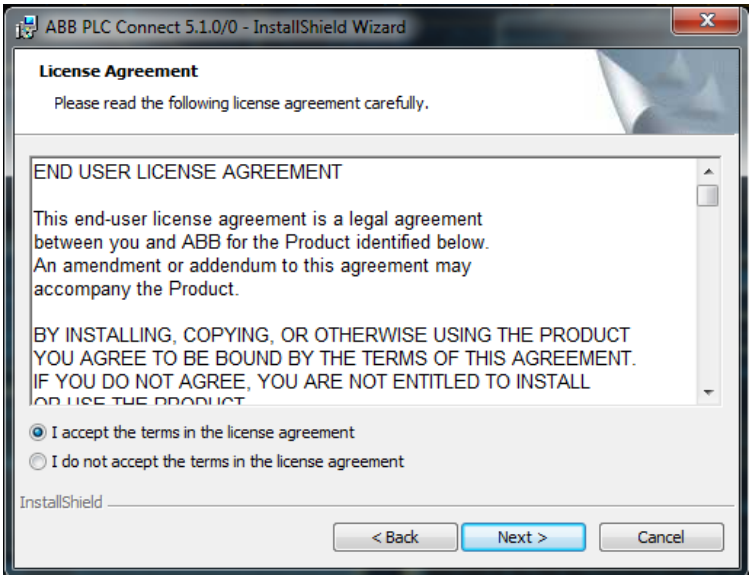 ABB PLC Connect 5.1.0/0 - InstallShield Wizard
License Agreement
Please read the following license agreement carefully.
END USER LICENSE AGREEMENT
This end-user license agreement is a legal agreement
between you and ABB for the Product identified below.
An amendment or addendum to this agreement may
accompany the Product.
BY INSTALLING, COPYING, OR OTHERWISE USING THE PRODUCT
YOU AGREE TO BE BOUND BY THE TERMS OF THIS AGREEMENT.
IF YOU DO NOT AGREE, YOU ARE NOT ENTITLED TO INSTALL
OR USE THE PRODUCT
I accept the terms in the license agreement
I do not accept the terms in the license agreement
InstallShield
< Back Next > Cancel